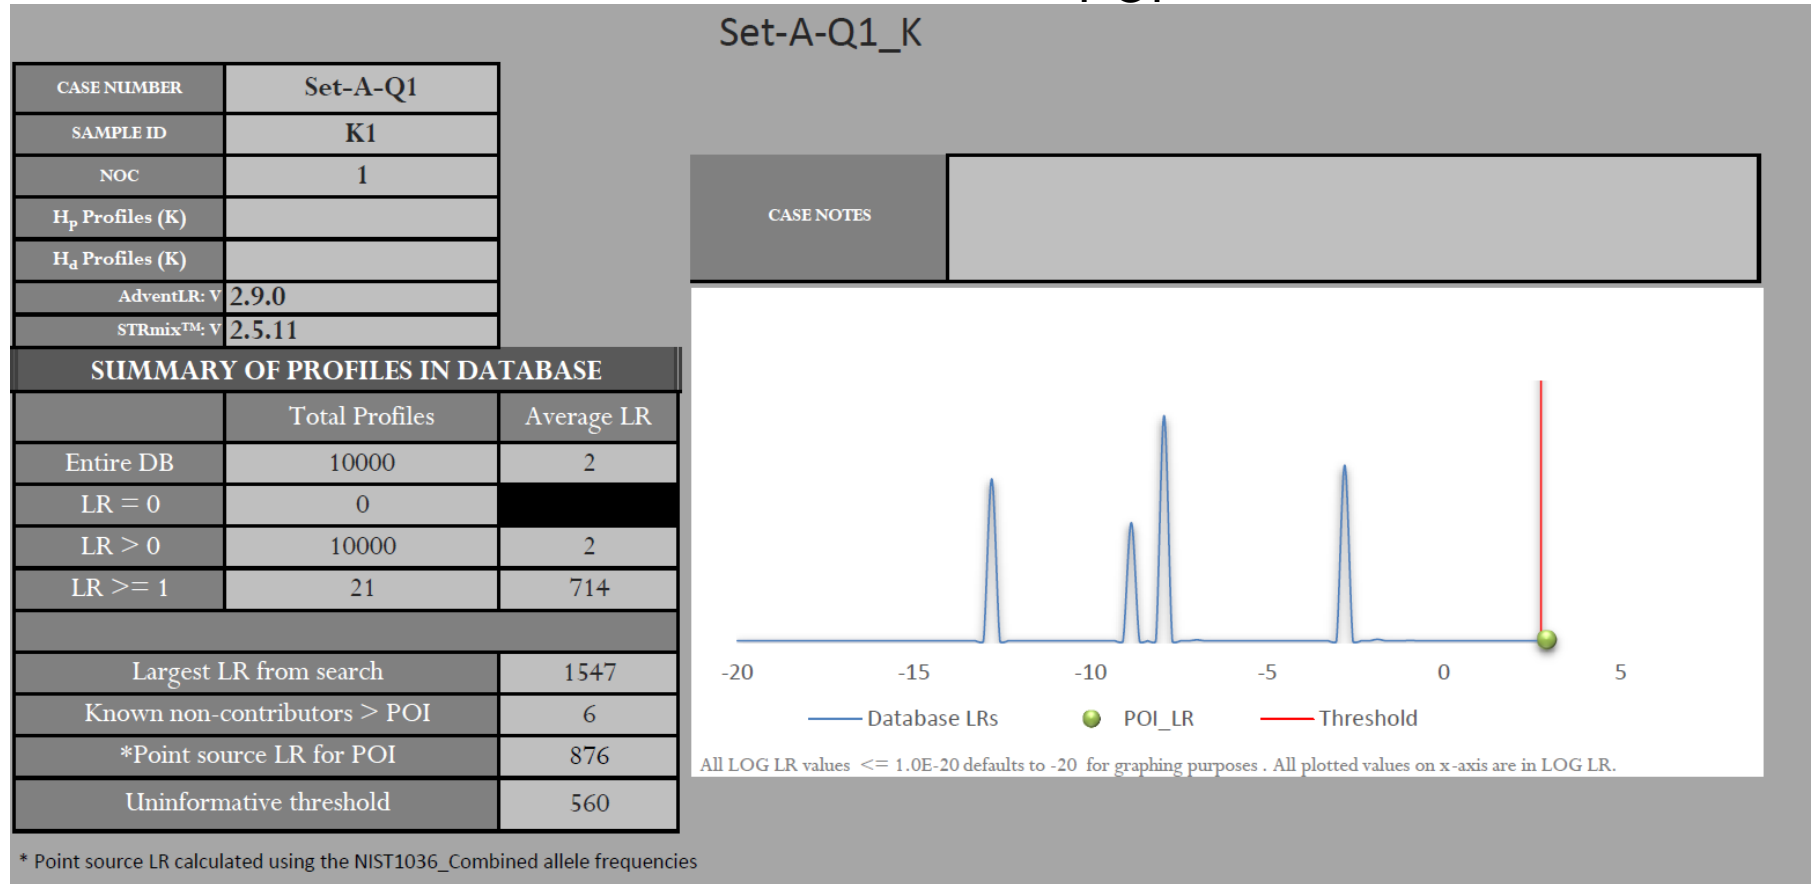 Set-A-Q1_K
CASE NUMBER Set-A-Q1
SAMPLE ID K1
NOC 1
Hp Profiles (K)
Hd Profiles (K)
AdventLR: V 2.9.0
STRmix™: V 2.5.11
CASE NOTES
SUMMARY OF PROFILES IN DATABASE
Total Profiles Average LR
Entire DB 10000 2
LR = 0 0
LR > 0 10000 2
LR >= 1 21 714
Largest LR from search 1547
Known non-contributors > POI 6
*Point source LR for POI 876
Uninformative threshold 560
-20 -15 -10 -5 0 5
Database LRs POI_LR Threshold
All LOG LR values <= 1.0E-20 defaults to -20 for graphing purposes . All plotted values on x-axis are in LOG LR.
* Point source LR calculated using the NIST1036_Combined allele frequencies